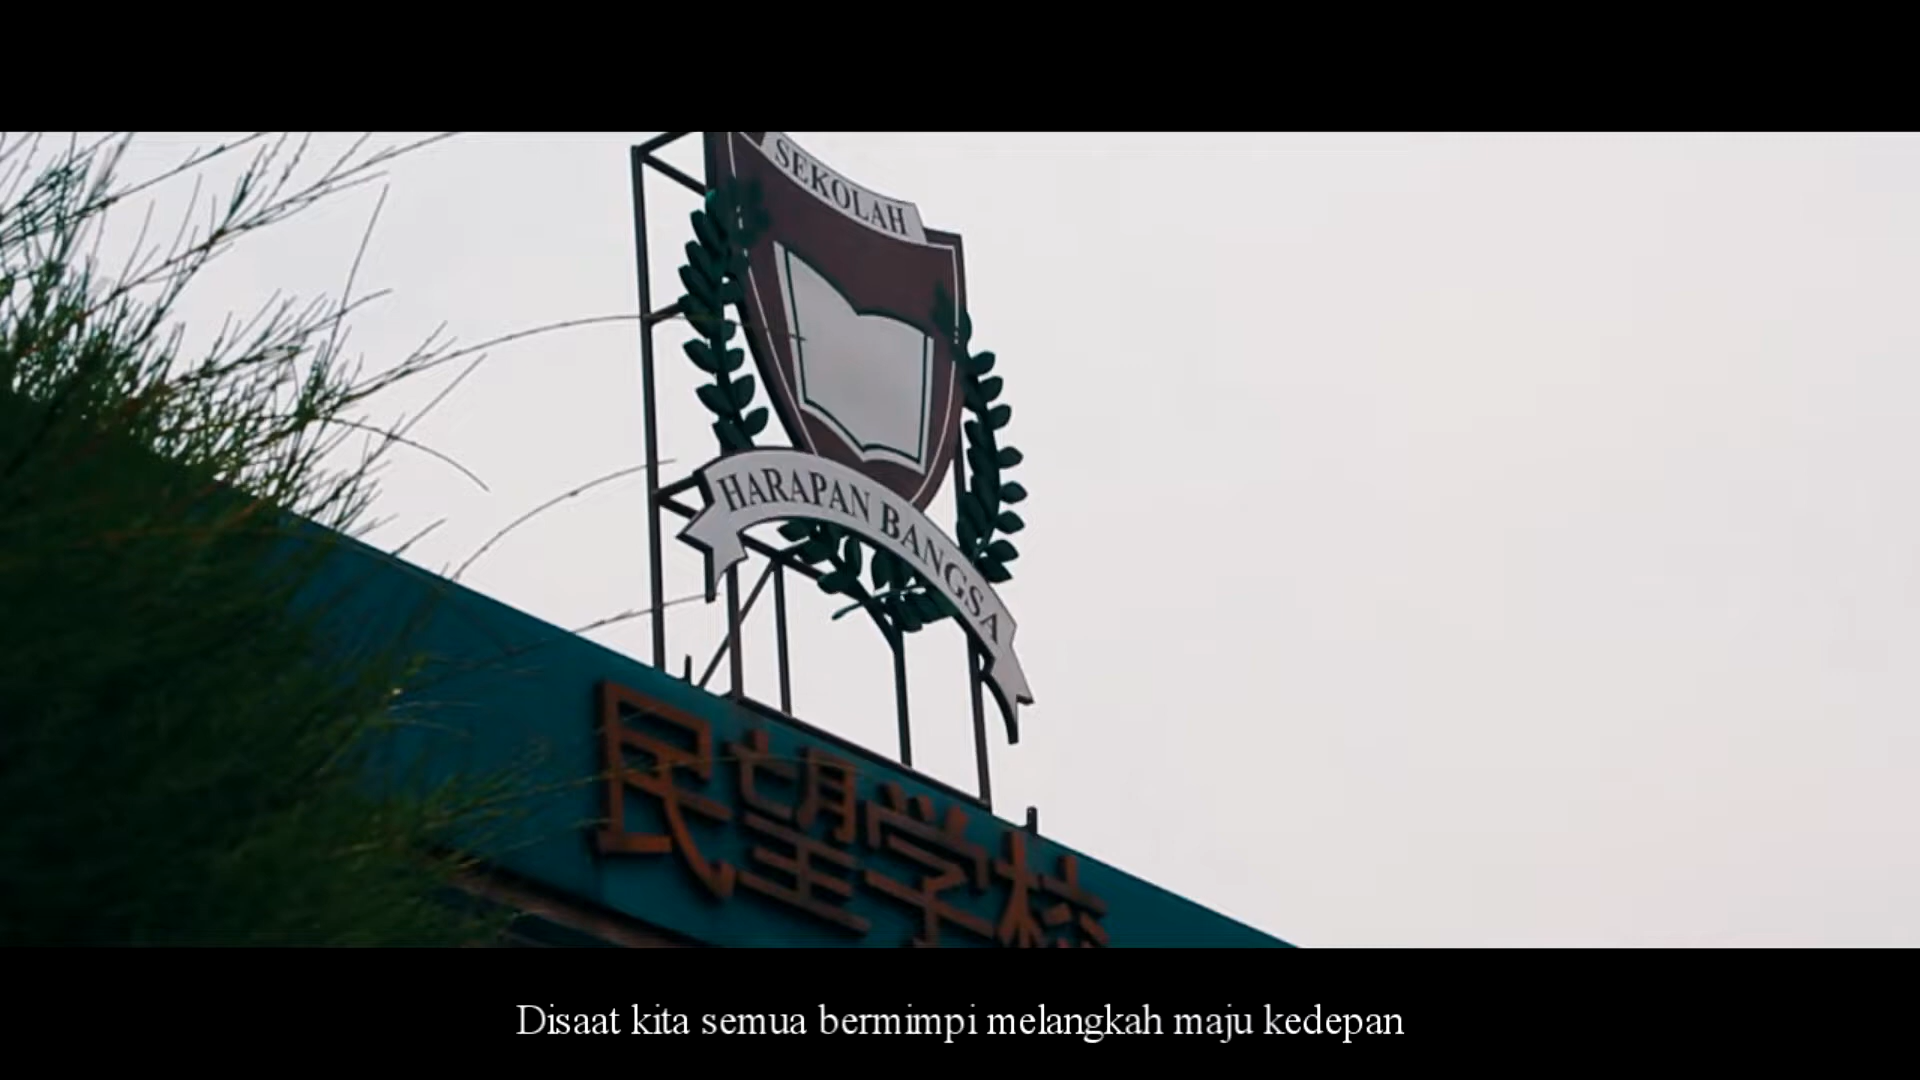 SEKOLAH
HARAPAN BANGSA
民望学校
Disaat kita semua bermimpi melangkah maju kedepan